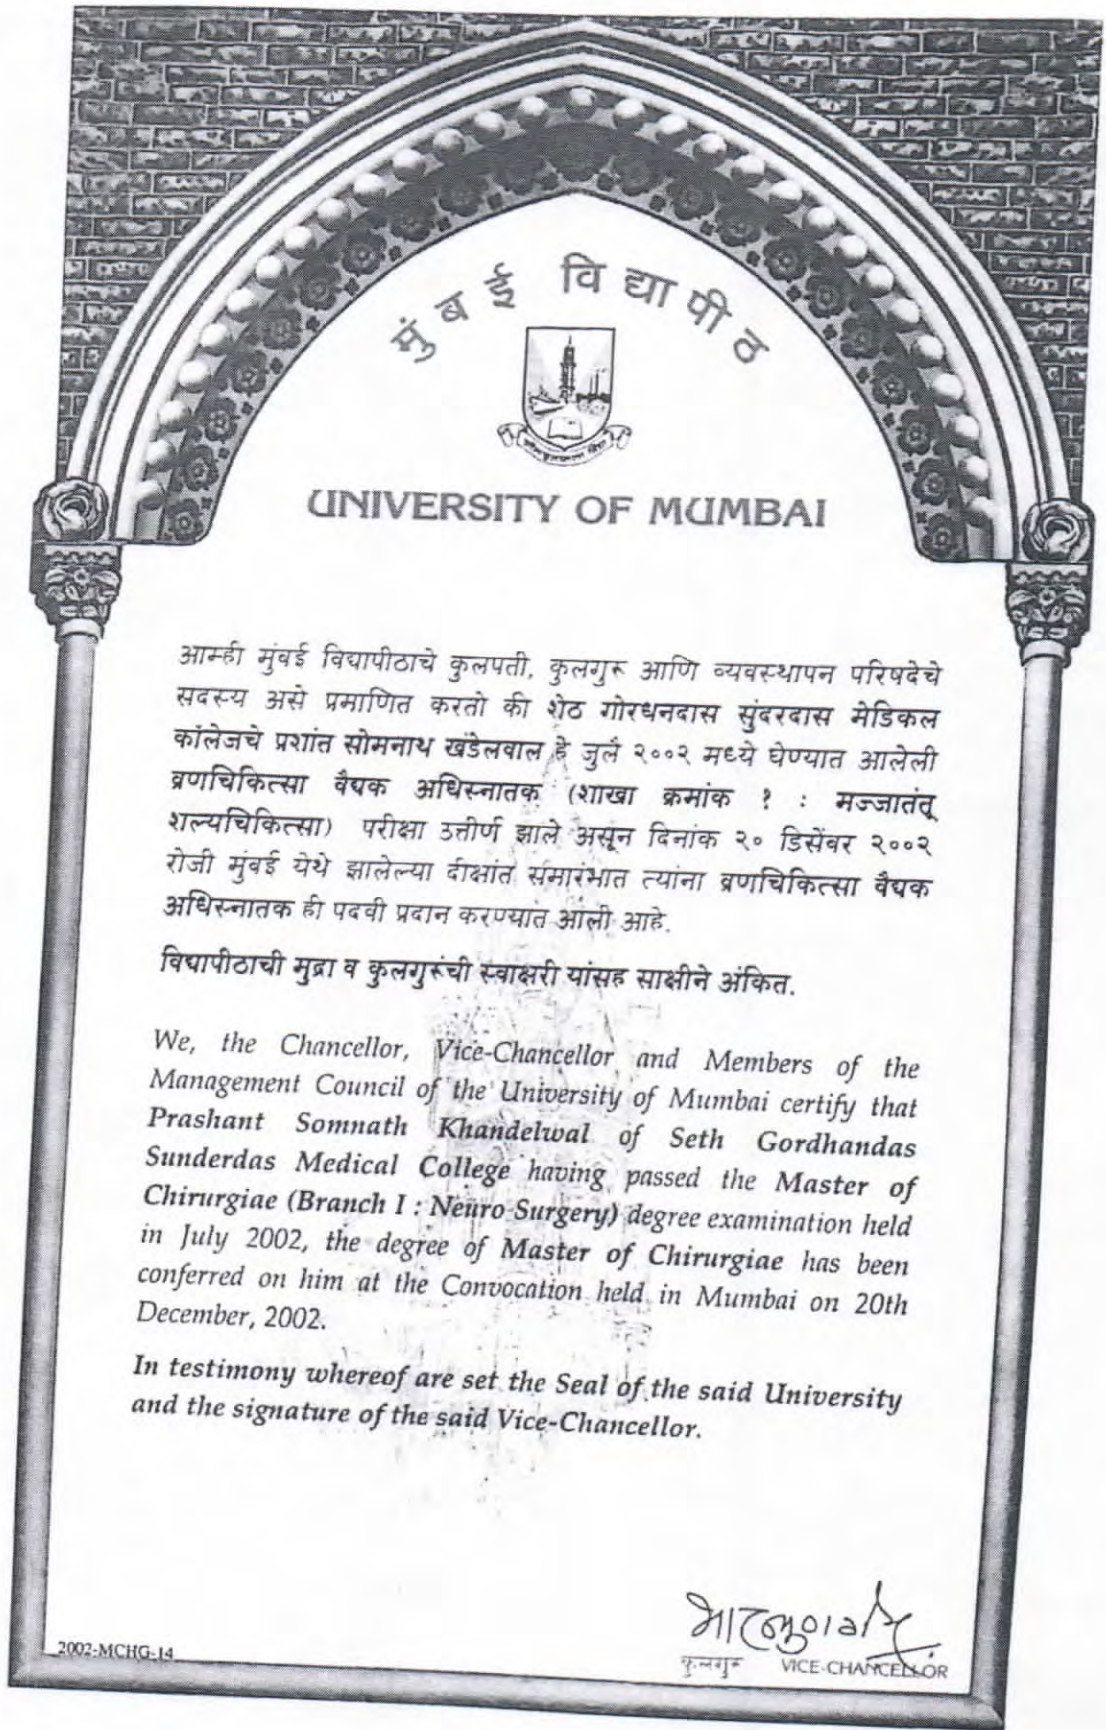 मुंबई विद्यापीठ
UNIVERSITY OF MUMBAI
आम्ही मुंबई विद्यापीठाचे कुलपती, कुलगुरू आणि व्यवस्थापन परिषदेचे
सदस्य असे प्रमाणित करतो की शेठ गोरधनदास सुंदरदास मेडिकल
कॉलेजचे प्रशांत सोमनाथ खंडेलवाल हे जुलै २००२ मध्ये घेण्यात आलेली
व्रणचिकित्सा वैद्यक अधिस्नातक (शाखा क्रमांक १ : मज्जातंतू
शल्यचिकित्सा) परीक्षा उत्तीर्ण झाले असून दिनांक २० डिसेंबर २००२
रोजी मुंबई येथे झालेल्या दीक्षांत समारंभात त्यांना व्रणचिकित्सा वैद्यक
अधिस्नातक ही पदवी प्रदान करण्यात आली आहे.
विद्यापीठाची मुद्रा व कुलगुरूंची स्वाक्षरी यांसह साक्षीने अंकित.
We, the Chancellor, Vice-Chancellor and Members of the
Management Council of the University of Mumbai certify that
Prashant Somnath Khandelwal of Seth Gordhandas
Sunderdas Medical College having passed the Master of
Chirurgiae (Branch I : Neuro Surgery) degree examination held
in July 2002, the degree of Master of Chirurgiae has been
conferred on him at the Convocation held in Mumbai on 20th
December, 2002.
In testimony whereof are set the Seal of the said University
and the signature of the said Vice-Chancellor.
2002-MCHG-14
कुलगुरू VICE-CHANCELLOR